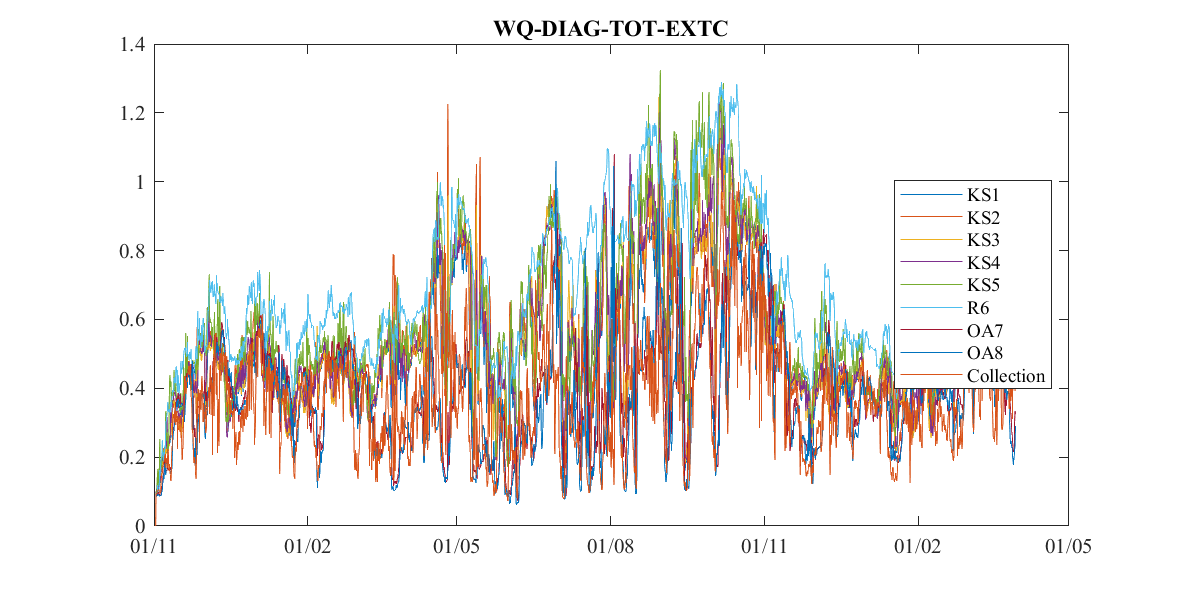 WQ-DIAG-TOT-EXTC
1.4
1.2
1
0.8
0.6
0.4
0.2
0
KS1
KS2
KS3
KS4
KS5
R6
OA7
OA8
Collection
01/11
01/02
01/05
01/08
01/11
01/02
01/05